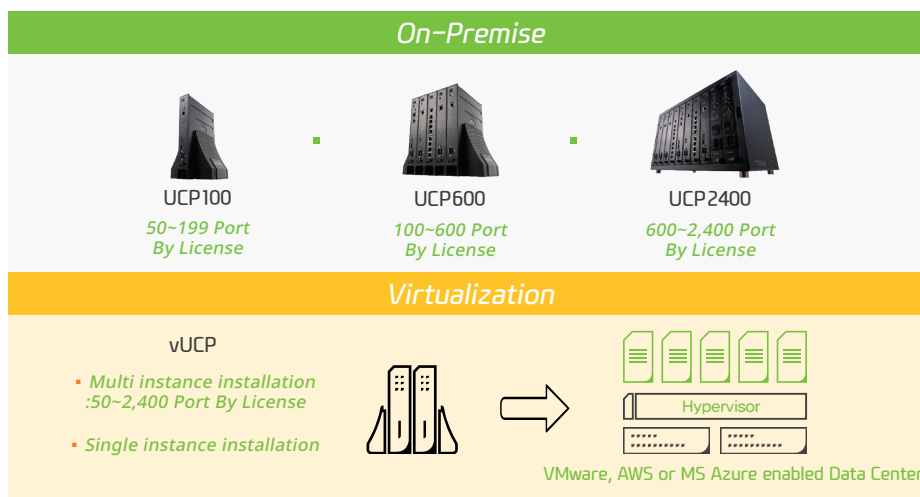 On-Premise
UCP100
50~199 Port
By License
UCP600
100~600 Port
By License
UCP2400
600~2,400 Port
By License
Virtualization
vUCP
▪ Multi instance installation
:50~2,400 Port By License
▪ Single instance installation
Hypervisor
VMware, AWS or MS Azure enabled Data Center